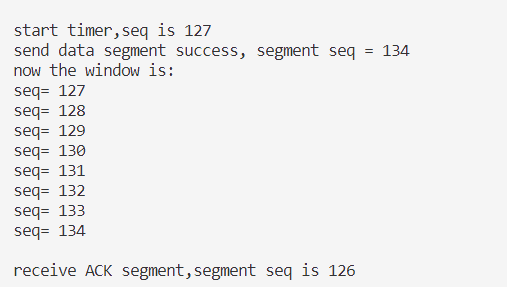 start timer,seq is 127
send data segment success, segment seq = 134
now the window is:
seq= 127
seq= 128
seq= 129
seq= 130
seq= 131
seq= 132
seq= 133
seq= 134
receive ACK segment,segment seq is 126